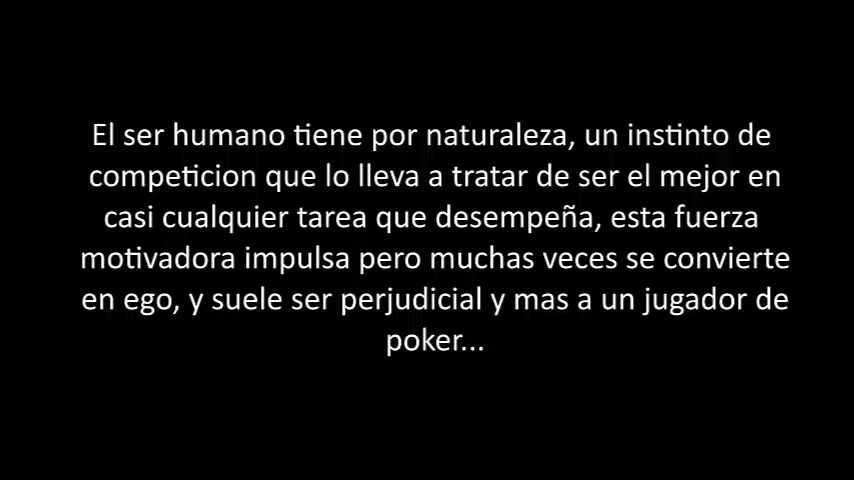 El ser humano tiene por naturaleza, un instinto de
competicion que lo lleva a tratar de ser el mejor en
casi cualquier tarea que desempeña, esta fuerza
motivadora impulsa pero muchas veces se convierte
en ego, y suele ser perjudicial y mas a un jugador de
poker...